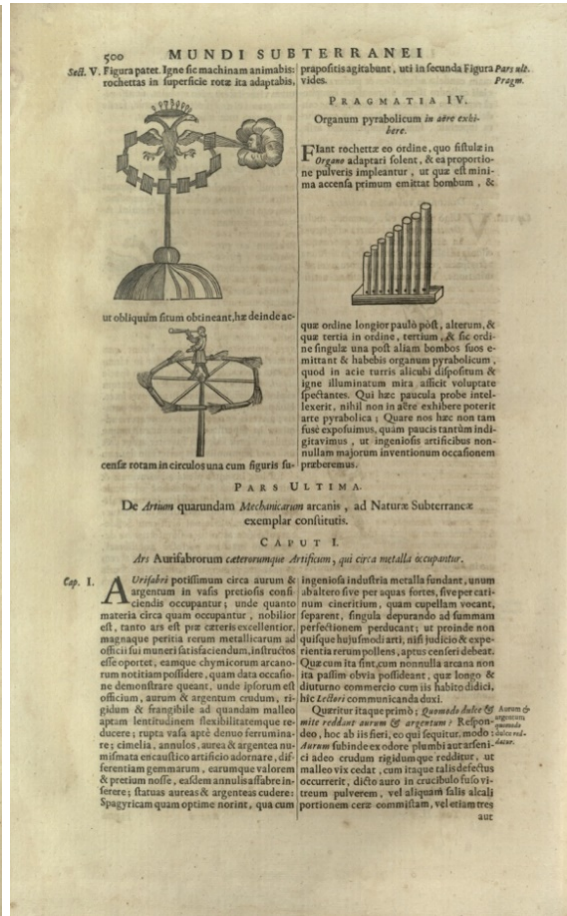 500 MUNDI SUBTERRANEI
Sect. V.
Figura patet. Igne sic machinam animabis:
rochettas in superficie rotæ ita adaptabis,
ut obliquum situm obtineant, hæ deinde ac-
censæ rotam in circulos una cum figuris su-
præpositis agitabunt, uti in secunda Figura
vides.
Pars ult.
Pragm.
PRAGMATIA IV.
Organum pyrabolicum in aëre exhi-
bere.
Fiant rochettæ eo ordine, quo fistulæ in
Organo adaptari solent, & ea proportio-
ne pulveris impleantur, ut quæ est mini-
ma accensa primum emittat bombum, &
quæ ordine longior paulò pòst, alterum, &
quæ tertia in ordine, tertium, & sic ordi-
ne singulæ una post aliam bombos suos e-
mittant & habebis organum pyrabolicum,
quod in acie turris alicubi dispositum &
igne illuminatum mira afficit voluptate
spectantes. Qui hæc paucula probe intel-
lexerit, nihil non in aëre exhibere poterit
arte pyrabolica; Quare nos hæc non tam
fusè exposuimus, quam paucis tantùm indi-
gitavimus, ut ingeniosis artificibus non-
nullam majorum inventionum occasionem
præberemus.
PARS ULTIMA.
De Artium quarundam Mechanicarum arcanis, ad Naturæ Subterraneæ
exemplar constitutis.
CAPUT I.
Ars Aurifabrorum cæterorumque Artificum, qui circa metalla occupantur.
Cap. I.
AUrifabri potissimum circa aurum &
argentum in vasis pretiosis confi-
ciendis occupantur; unde quanto
materia circa quam occupantur, nobilior
est, tanto ars est præ cæteris excellentior,
magnaque peritia rerum metallicarum ad
officii sui muneri satisfaciendum, instructos
esse oportet, eamque chymicorum arcano-
rum notitiam possidere, quam data occasio-
ne demonstrare queant, unde ipsorum est
officium, aurum & argentum crudum, ri-
gidum & frangibile ad quandam malleo
aptam lentitudinem flexibilitatemque re-
ducere; rupta vasa aptè denuo ferrumina-
re; cimelia, annulos, aurea & argentea nu-
mismata encaustico artificio adornare, dif-
ferentiam gemmarum, earumque valorem
& pretium nosse, easdem annulis affabre in-
serere; statuas aureas & argenteas cudere:
Spagyricam quam optime norint, qua cum
ingeniosa industria metalla fundant, unum
ab altero sive per aquas fortes, sive per cati-
num cineritium, quam cupellam vocant,
separent, singula depurando ad summam
perfectionem perducant; ut proinde non
quisque hujusmodi arti, nisi judicio & expe-
rientia rerum pollens, aptus censeri debeat.
Quæ cum ita sint, cum nonnulla arcana non
ita passim obvia possideant, quæ longo &
diuturno commercio cum iis habito didici,
hîc Lectori communicanda duxi.
Quæritur itaque primò; Quomodo dulce &
mite reddant aurum & argentum? Respon-
deo, hoc ab iis fieri, eo qui sequitur modo:
Aurum subinde ex odore plumbi aut arseni-
ci adeo crudum rigidumque redditur, ut
malleo vix cedat, cum itaque talis defectus
occurrerit, dicto auro in crucibulo fuso vi-
treum pulverem, vel aliquam salis alcali
portionem ceræ commistam, vel etiam tres
aut
Aurum &
argentum
quomodo
dulce red-
datur.